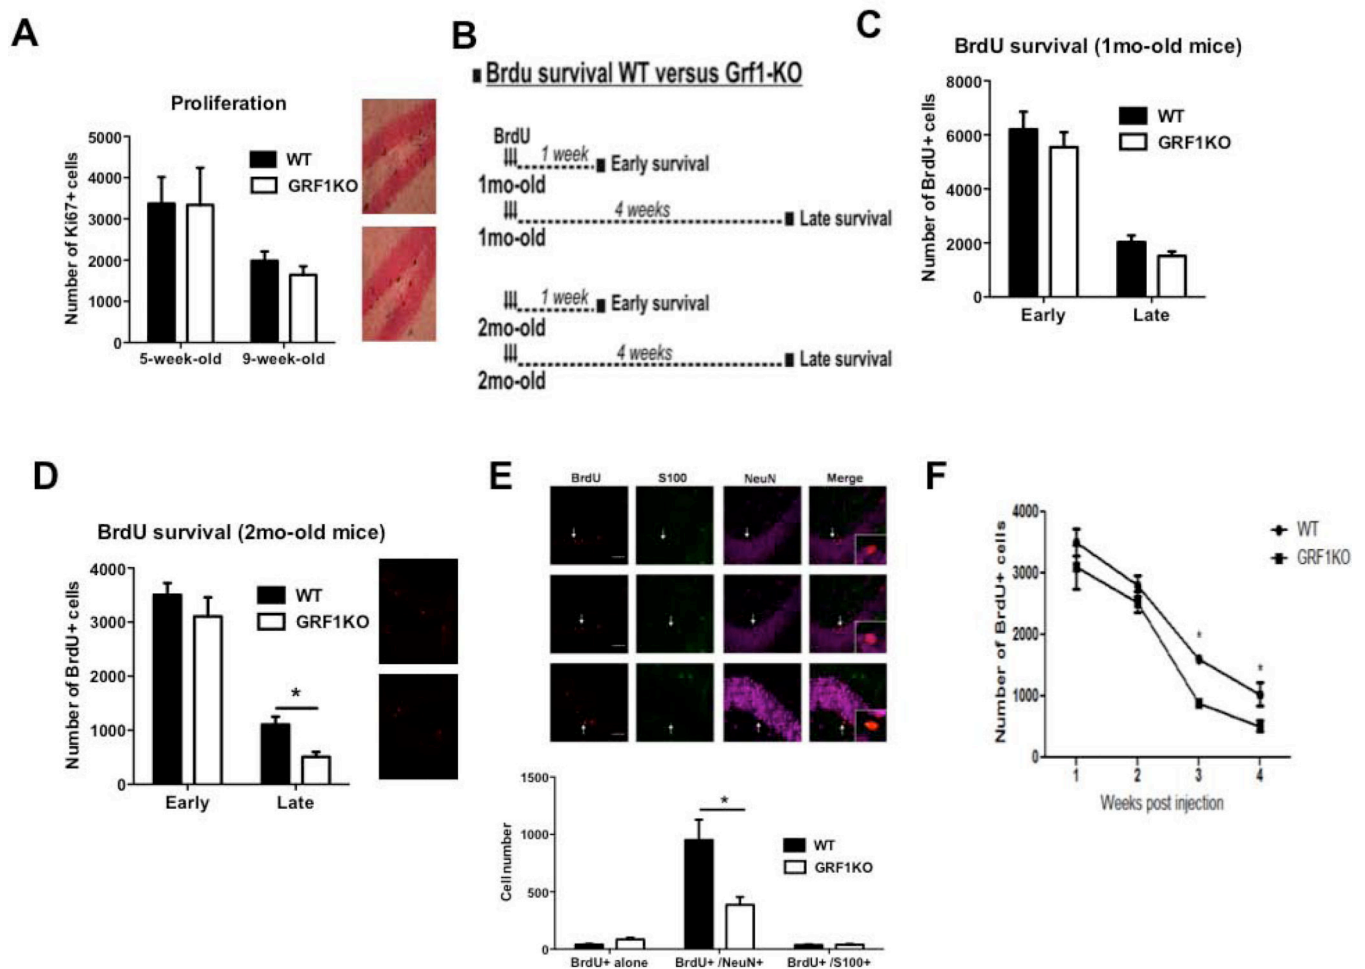 A
Proliferation
Number of Ki67+ cells
5000
4000
3000
2000
1000
0
WT
GRF1KO
5-week-old
9-week-old
B
Brdu survival WT versus Grf1-KO
BrdU
1 week
Early survival
1mo-old
4 weeks
Late survival
1mo-old
1 week
Early survival
2mo-old
4 weeks
Late survival
2mo-old
C
BrdU survival (1mo-old mice)
Number of BrdU+ cells
8000
6000
4000
2000
0
WT
GRF1KO
Early
Late
D
BrdU survival (2mo-old mice)
Number of BrdU+ cells
4000
3000
2000
1000
0
WT
GRF1KO
*
Early
Late
E
BrdU
S100
NeuN
Merge
Cell number
1500
1000
500
0
*
WT
GRF1KO
BrdU+ alone
BrdU+ /NeuN+
BrdU+ /S100+
F
Number of BrdU+ cells
4000
3000
2000
1000
0
WT
GRF1KO
*
*
1
2
3
4
Weeks post injection